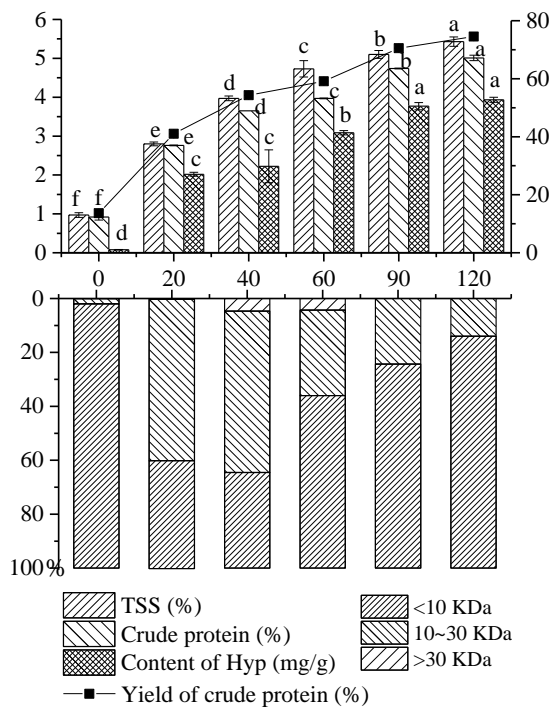 6
5
4
3
2
1
0
80
60
40
20
0
f
f
d
e
e
c
d
d
c
c
c
b
b
b
a
a
a
a
0
20
40
60
90
120
0
20
40
60
80
100%
TSS (%)
Crude protein (%)
Content of Hyp (mg/g)
Yield of crude protein (%)
<10 KDa
10~30 KDa
>30 KDa